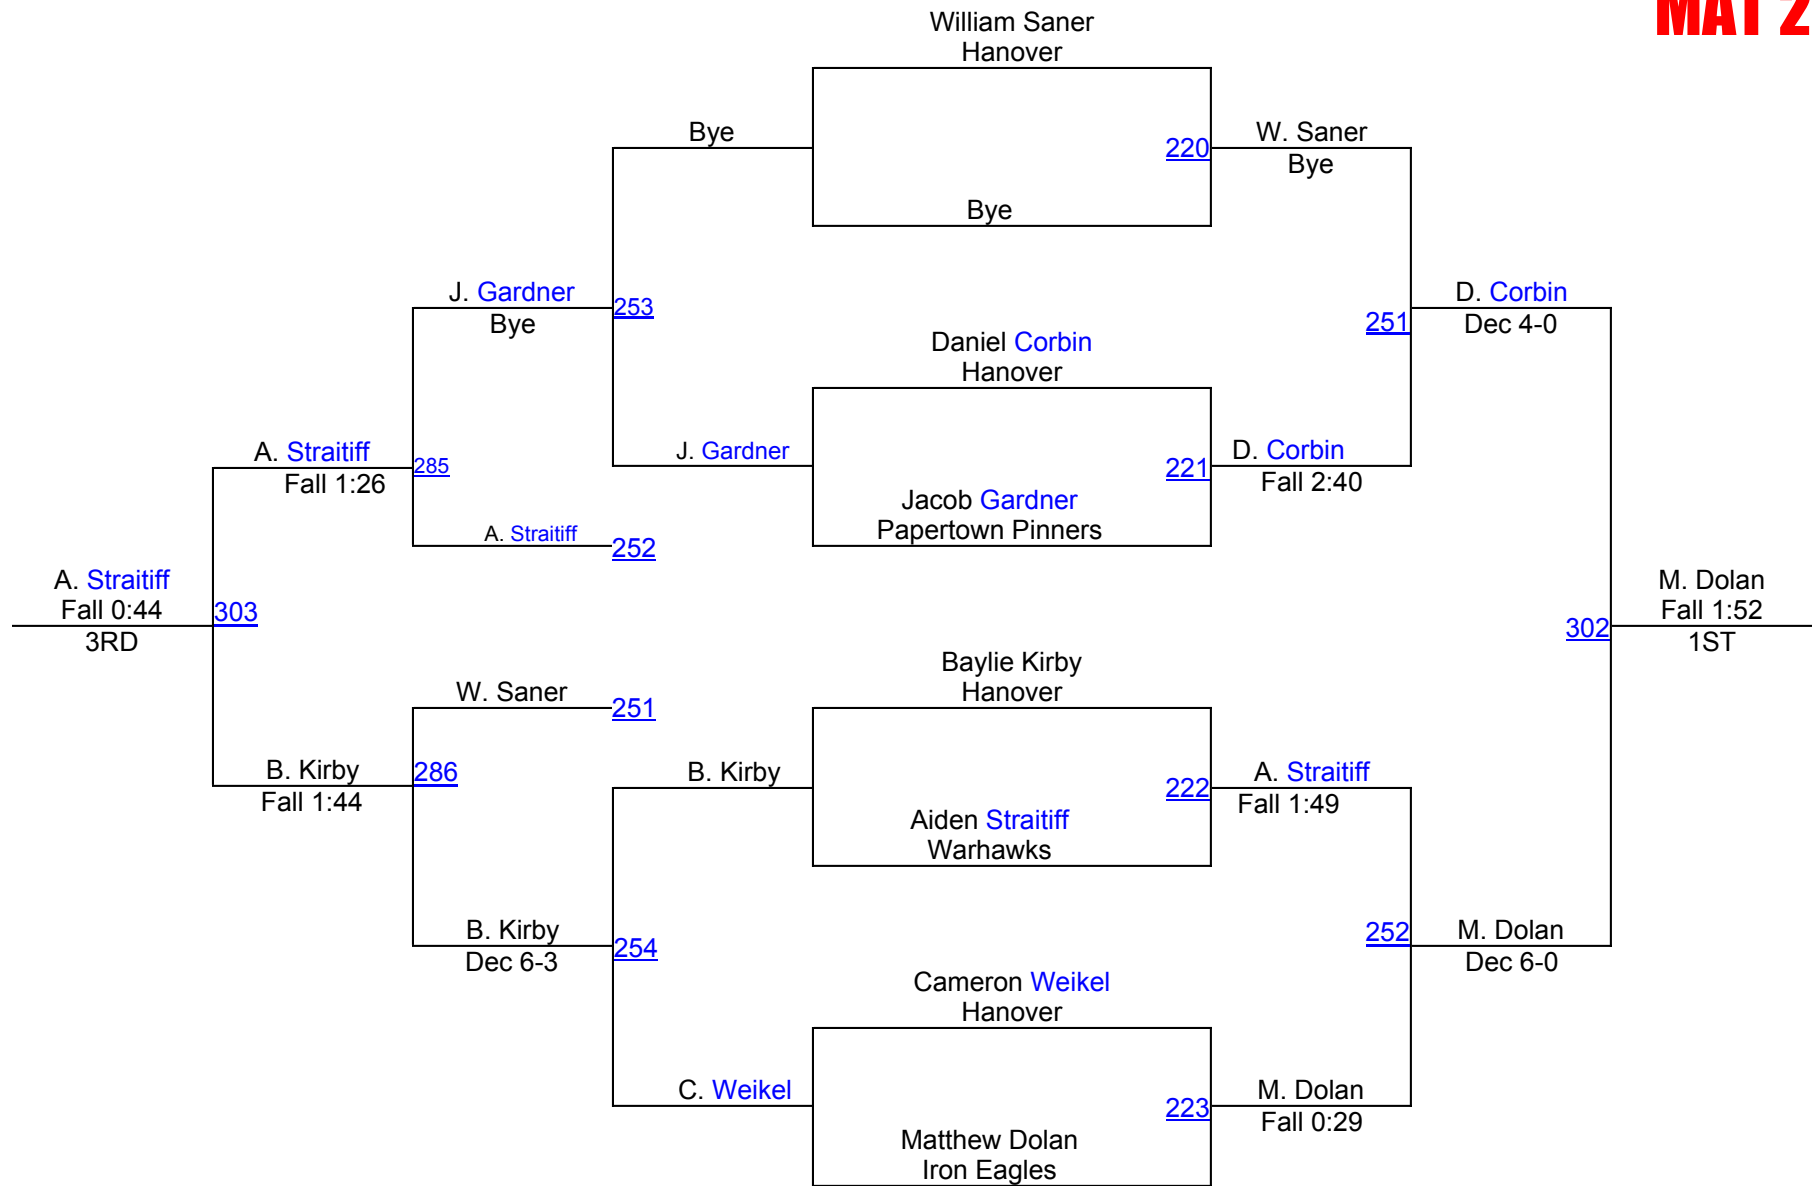 MAT 2
William Saner
Hanover
Bye
220
W. Saner
Bye
Bye
J. Gardner
Bye
253
D. Corbin
Dec 4-0
251
Daniel Corbin
Hanover
A. Straitiff
Fall 1:26
285
J. Gardner
221
D. Corbin
Fall 2:40
Jacob Gardner
Papertown Pinners
A. Straitiff
252
A. Straitiff
Fall 0:44
3RD
303
M. Dolan
Fall 1:52
1ST
302
Baylie Kirby
Hanover
W. Saner
251
B. Kirby
Fall 1:44
286
B. Kirby
222
A. Straitiff
Fall 1:49
Aiden Straitiff
Warhawks
B. Kirby
Dec 6-3
254
252
M. Dolan
Dec 6-0
Cameron Weikel
Hanover
C. Weikel
223
M. Dolan
Fall 0:29
Matthew Dolan
Iron Eagles